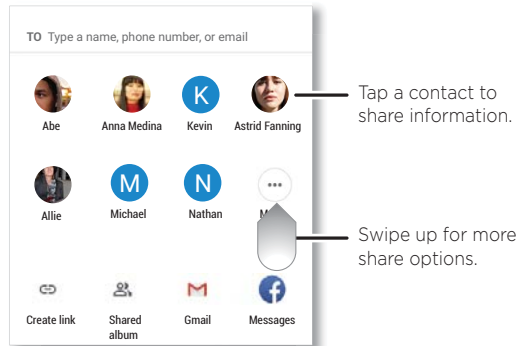 TO Type a name, phone number, or email
Abe
Anna Medina
K
Kevin
Astrid Fanning
Tap a contact to
share information.
Allie
M
Michael
N
Nathan
Swipe up for more
share options.
Create link
Shared
album
Gmail
Messages